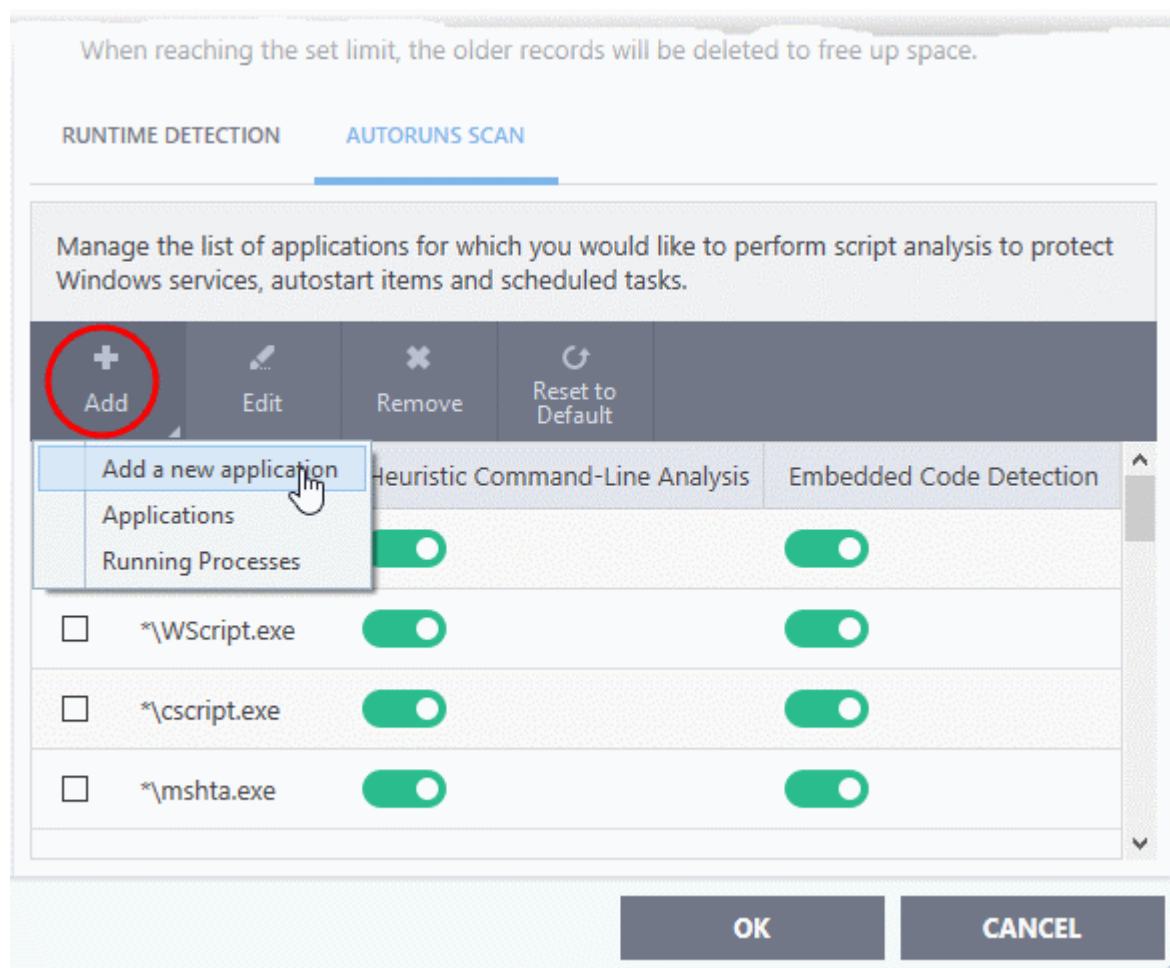 When reaching the set limit, the older records will be deleted to free up space.
RUNTIME DETECTION
AUTORUNS SCAN
Manage the list of applications for which you would like to perform script analysis to protect
Windows services, autostart items and scheduled tasks.
Add
Edit
Remove
Reset to
Default
Add a new application
Applications
Running Processes
Heuristic Command-Line Analysis
Embedded Code Detection
*\WScript.exe
*\cscript.exe
*\mshta.exe
OK
CANCEL